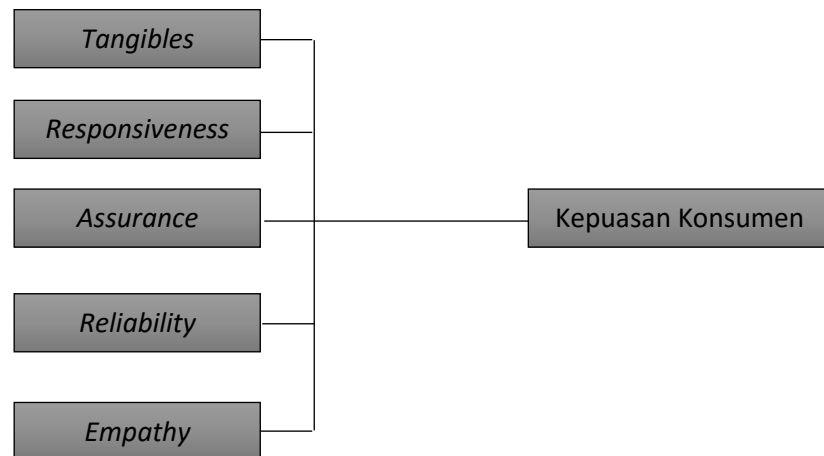 Tangibles
Responsiveness
Assurance
Kepuasan Konsumen
Reliability
Empathy